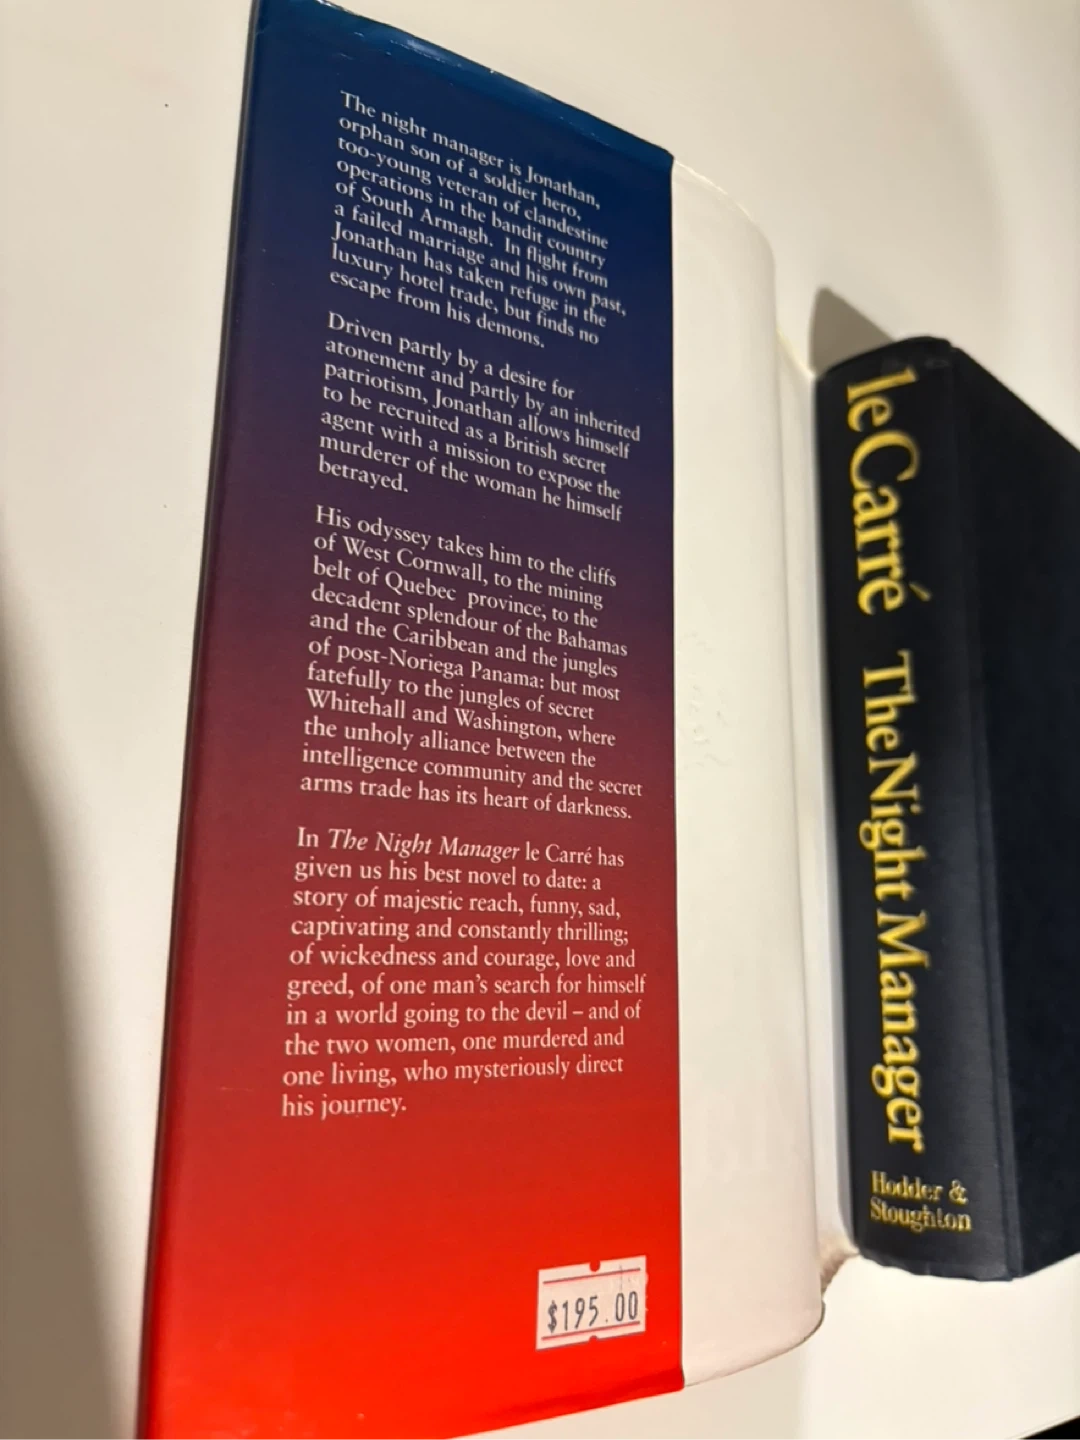 The night manager is Jonathan,
orphan son of a soldier hero,
too-young veteran of clandestine
operations in the bandit country
of South Armagh. In flight from
a failed marriage and his own past,
Jonathan has taken refuge in the
luxury hotel trade, but finds no
escape from his demons.
Driven partly by a desire for
atonement and partly by an inherited
patriotism, Jonathan allows himself
to be recruited as a British secret
agent with a mission to expose the
murderer of the woman he himself
betrayed.
His odyssey takes him to the cliffs
of West Cornwall, to the mining
belt of Quebec province, to the
decadent splendour of the Bahamas
and the Caribbean and the jungles
of post-Noriega Panama: but most
fatefully to the jungles of secret
Whitehall and Washington, where
the unholy alliance between the
intelligence community and the secret
arms trade has its heart of darkness.
In The Night Manager le Carré has
given us his best novel to date: a
story of majestic reach, funny, sad,
captivating and constantly thrilling;
of wickedness and courage, love and
greed, of one man's search for himself
in a world going to the devil – and of
the two women, one murdered and
one living, who mysteriously direct
his journey.
$195.00
le Carré The Night Manager
Hodder &
Stoughton